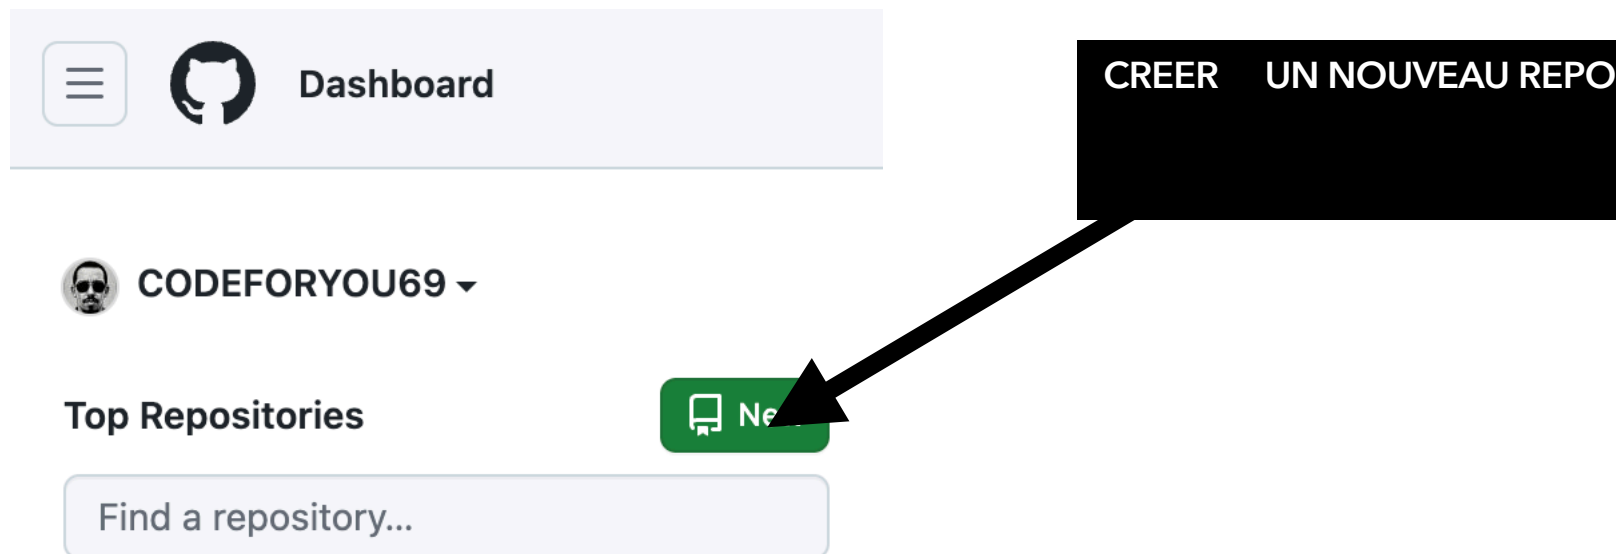 Dashboard
CREER UN NOUVEAU REPO
CODEFORYOU69
Top Repositories
Find a repository...